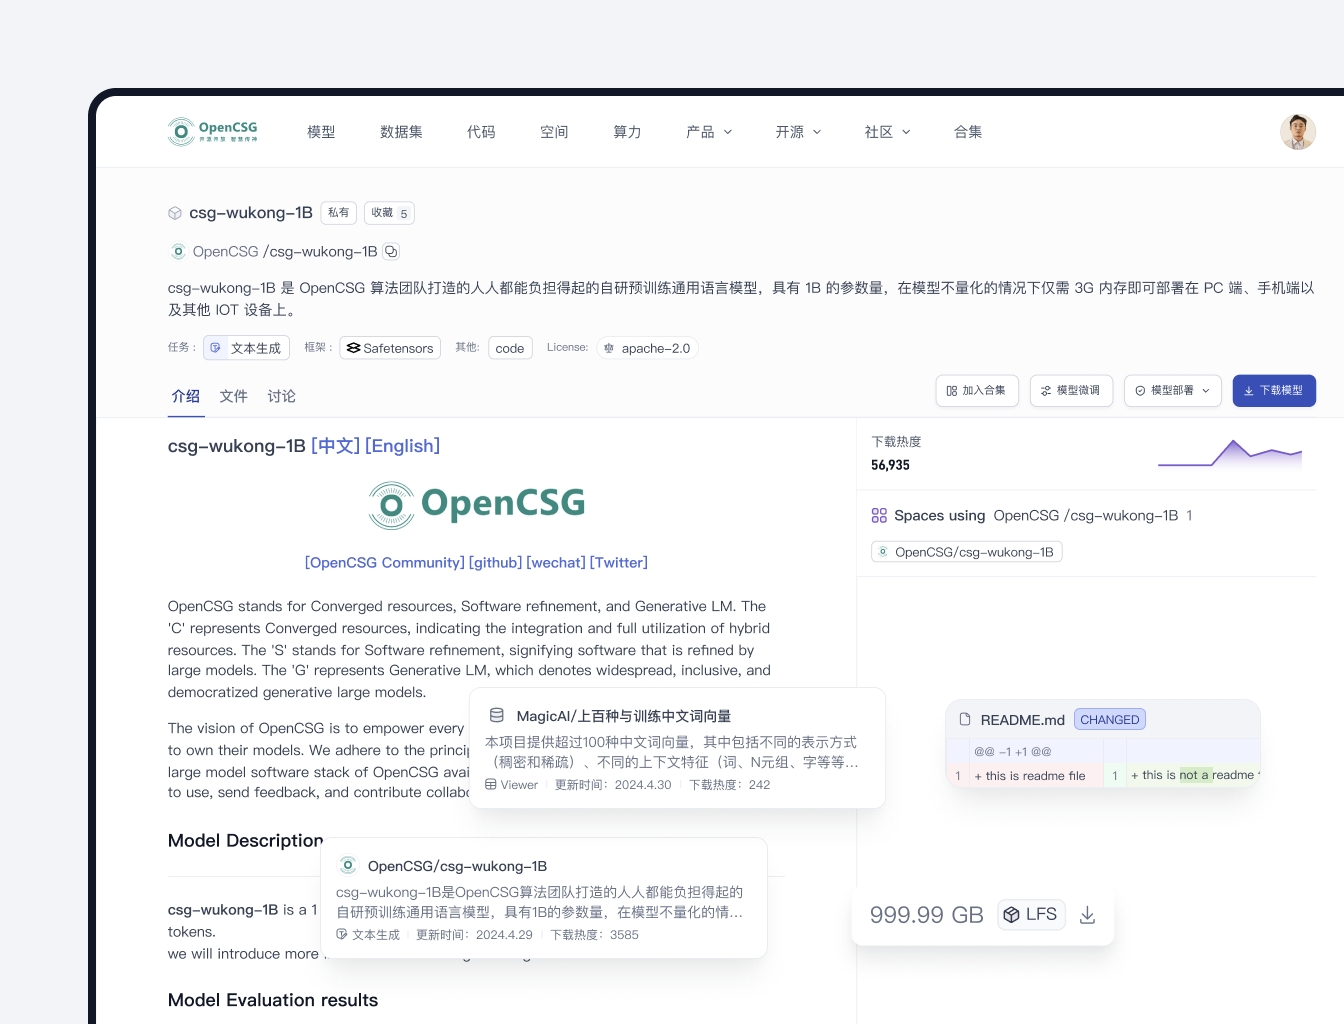 OpenCSG
开源开放 智慧传神
模型 数据集 代码 空间 算力 产品 开源 社区 合集
csg-wukong-1B 私有 收藏 5
OpenCSG /csg-wukong-1B
csg-wukong-1B 是 OpenCSG 算法团队打造的人人都能负担得起的自研预训练通用语言模型，具有 1B 的参数量，在模型不量化的情况下仅需 3G 内存即可部署在 PC 端、手机端以
及其他 IOT 设备上。
任务： 文本生成 框架： Safetensors 其他: code License: apache-2.0
介绍 文件 讨论
加入合集 模型微调 模型部署 下载模型
csg-wukong-1B [中文] [English]
OpenCSG
[OpenCSG Community] [github] [wechat] [Twitter]
OpenCSG stands for Converged resources, Software refinement, and Generative LM. The
'C' represents Converged resources, indicating the integration and full utilization of hybrid
resources. The 'S' stands for Software refinement, signifying software that is refined by
large models. The 'G' represents Generative LM, which denotes widespread, inclusive, and
democratized generative large models.
The vision of OpenCSG is to empower every
to own their models. We adhere to the princip
large model software stack of OpenCSG avai
to use, send feedback, and contribute collabo
Model Description
csg-wukong-1B is a 1
tokens.
we will introduce more
Model Evaluation results
下载热度
56,935
Spaces using OpenCSG /csg-wukong-1B 1
OpenCSG/csg-wukong-1B
MagicAI/上百种与训练中文词向量
本项目提供超过100种中文词向量，其中包括不同的表示方式
（稠密和稀疏）、不同的上下文特征（词、N元组、字等等...
Viewer 更新时间：2024.4.30 下载热度：242
OpenCSG/csg-wukong-1B
csg-wukong-1B是OpenCSG算法团队打造的人人都能负担得起的
自研预训练通用语言模型，具有1B的参数量，在模型不量化的情...
文本生成 更新时间：2024.4.29 下载热度：3585
README.md CHANGED
@@ -1 +1 @@
1 + this is readme file 1 + this is not a readme
999.99 GB LFS